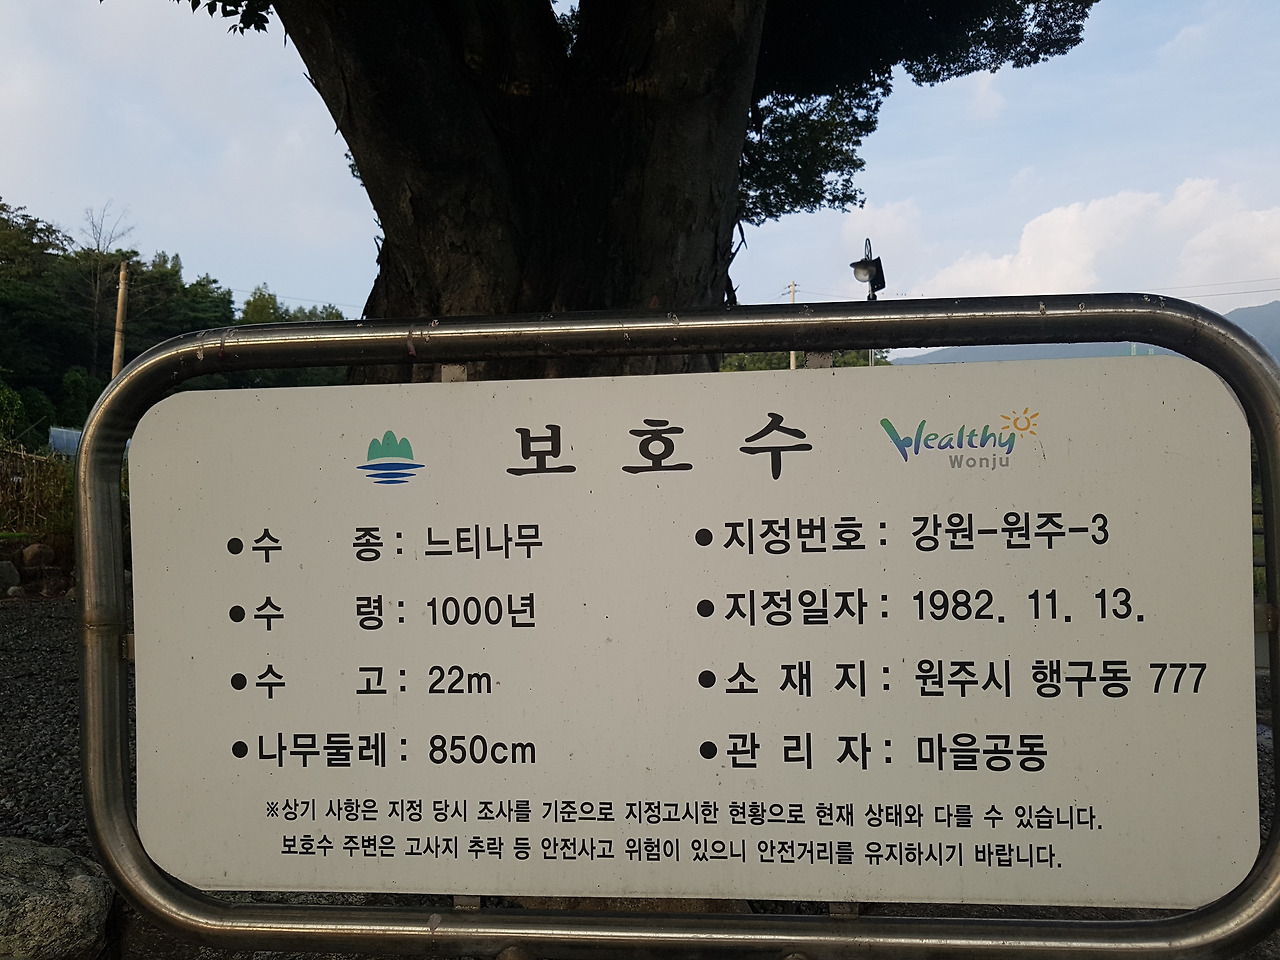 보호수 Healthy Wonju
●수 종 : 느티나무 ●지정번호 : 강원-원주-3
●수 령 : 1000년 ●지정일자 : 1982. 11. 13.
●수 고 : 22m ●소 재 지 : 원주시 행구동 777
●나무둘레 : 850cm ●관 리 자 : 마을공동
※상기 사항은 지정 당시 조사를 기준으로 지정고시한 현황으로 현재 상태와 다를 수 있습니다.
보호수 주변은 고사지 추락 등 안전사고 위험이 있으니 안전거리를 유지하시기 바랍니다.